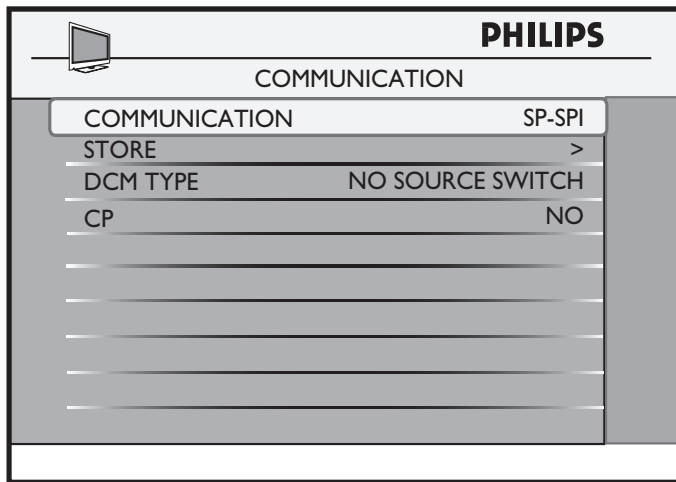 PHILIPS
COMMUNICATION
COMMUNICATION SP-SPI
STORE >
DCM TYPE NO SOURCE SWITCH
CP NO